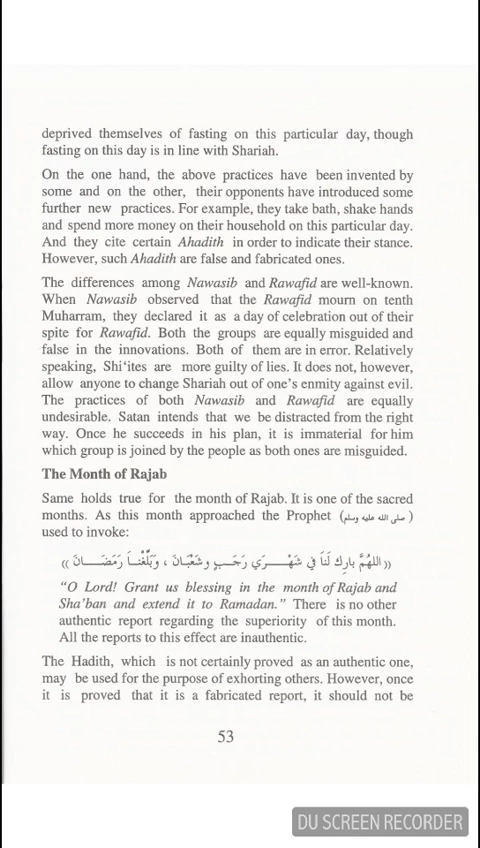 deprived themselves of fasting on this particular day, though
fasting on this day is in line with Shariah.
On the one hand, the above practices have been invented by
some and on the other, their opponents have introduced some
further new practices. For example, they take bath, shake hands
and spend more money on their household on this particular day.
And they cite certain Ahadith in order to indicate their stance.
However, such Ahadith are false and fabricated ones.
The differences among Nawasib and Rawafid are well-known.
When Nawasib observed that the Rawafid mourn on tenth
Muharram, they declared it as a day of celebration out of their
spite for Rawafid. Both the groups are equally misguided and
false in the innovations. Both of them are in error. Relatively
speaking, Shi‘ites are more guilty of lies. It does not, however,
allow anyone to change Shariah out of one’s enmity against evil.
The practices of both Nawasib and Rawafid are equally
undesirable. Satan intends that we be distracted from the right
way. Once he succeeds in his plan, it is immaterial for him
which group is joined by the people as both ones are misguided.
The Month of Rajab
Same holds true for the month of Rajab. It is one of the sacred
months. As this month approached the Prophet (صلى الله عليه وسلم)
used to invoke:
«اللهُمَّ بارِك لَنَا في شَهْرَي رَجَبٍ وشَعْبَانَ ، وَبَلِّغْنا رَمَضَانَ»
“O Lord! Grant us blessing in the month of Rajab and
Sha’ban and extend it to Ramadan.” There is no other
authentic report regarding the superiority of this month.
All the reports to this effect are inauthentic.
The Hadith, which is not certainly proved as an authentic one,
may be used for the purpose of exhorting others. However, once
it is proved that it is a fabricated report, it should not be
53
DU SCREEN RECORDER